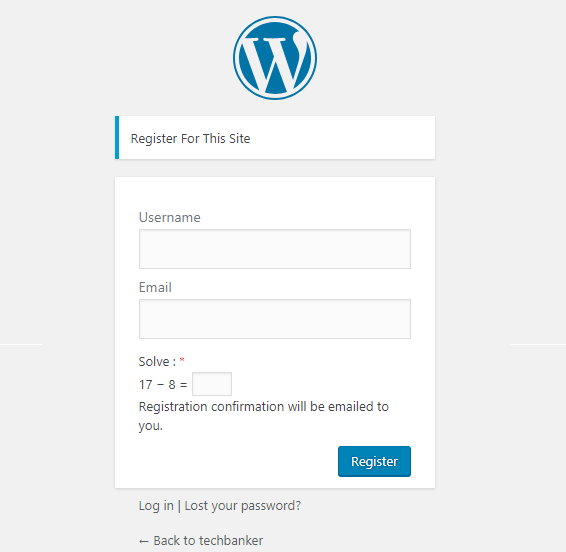 Register For This Site
Username
Email
Solve : *
17 − 8 =
Registration confirmation will be emailed to
you.
Register
Log in | Lost your password?
← Back to techbanker